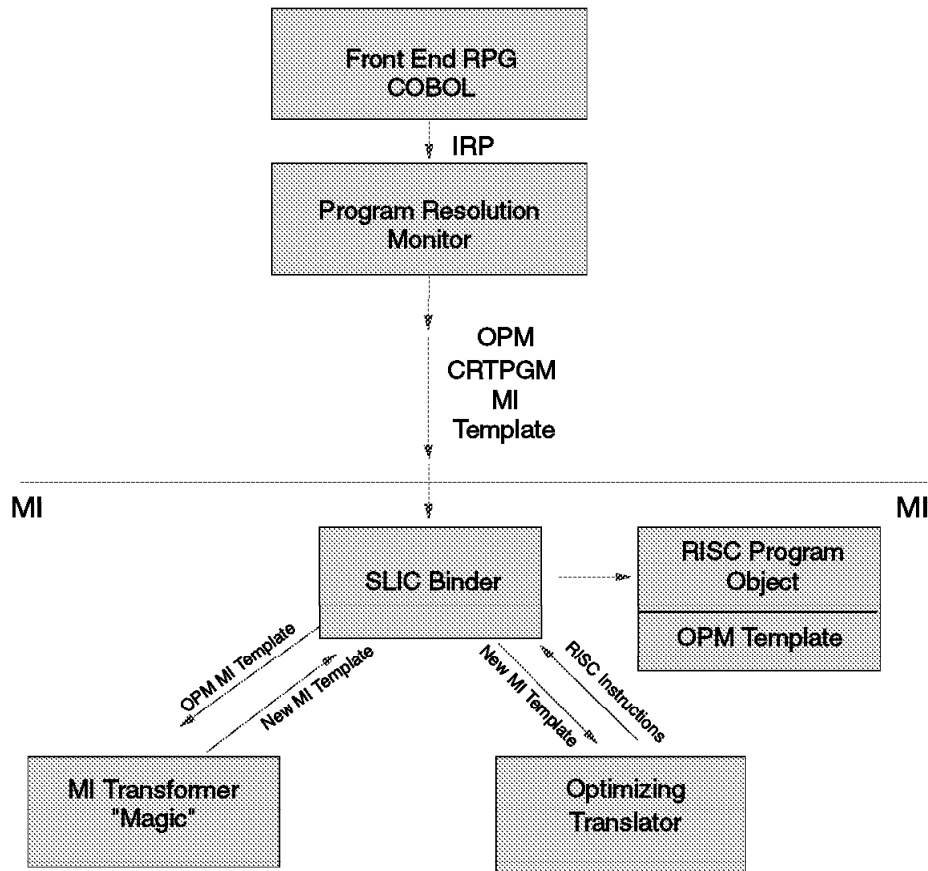 Front End RPG
COBOL
IRP
Program Resolution
Monitor
OPM
CRTPGM
MI
Template
MI
MI
SLIC Binder
RISC Program
Object
OPM Template
OPM MI Template
New MI Template
New MI Template
RISC Instructions
MI Transformer
"Magic"
Optimizing
Translator